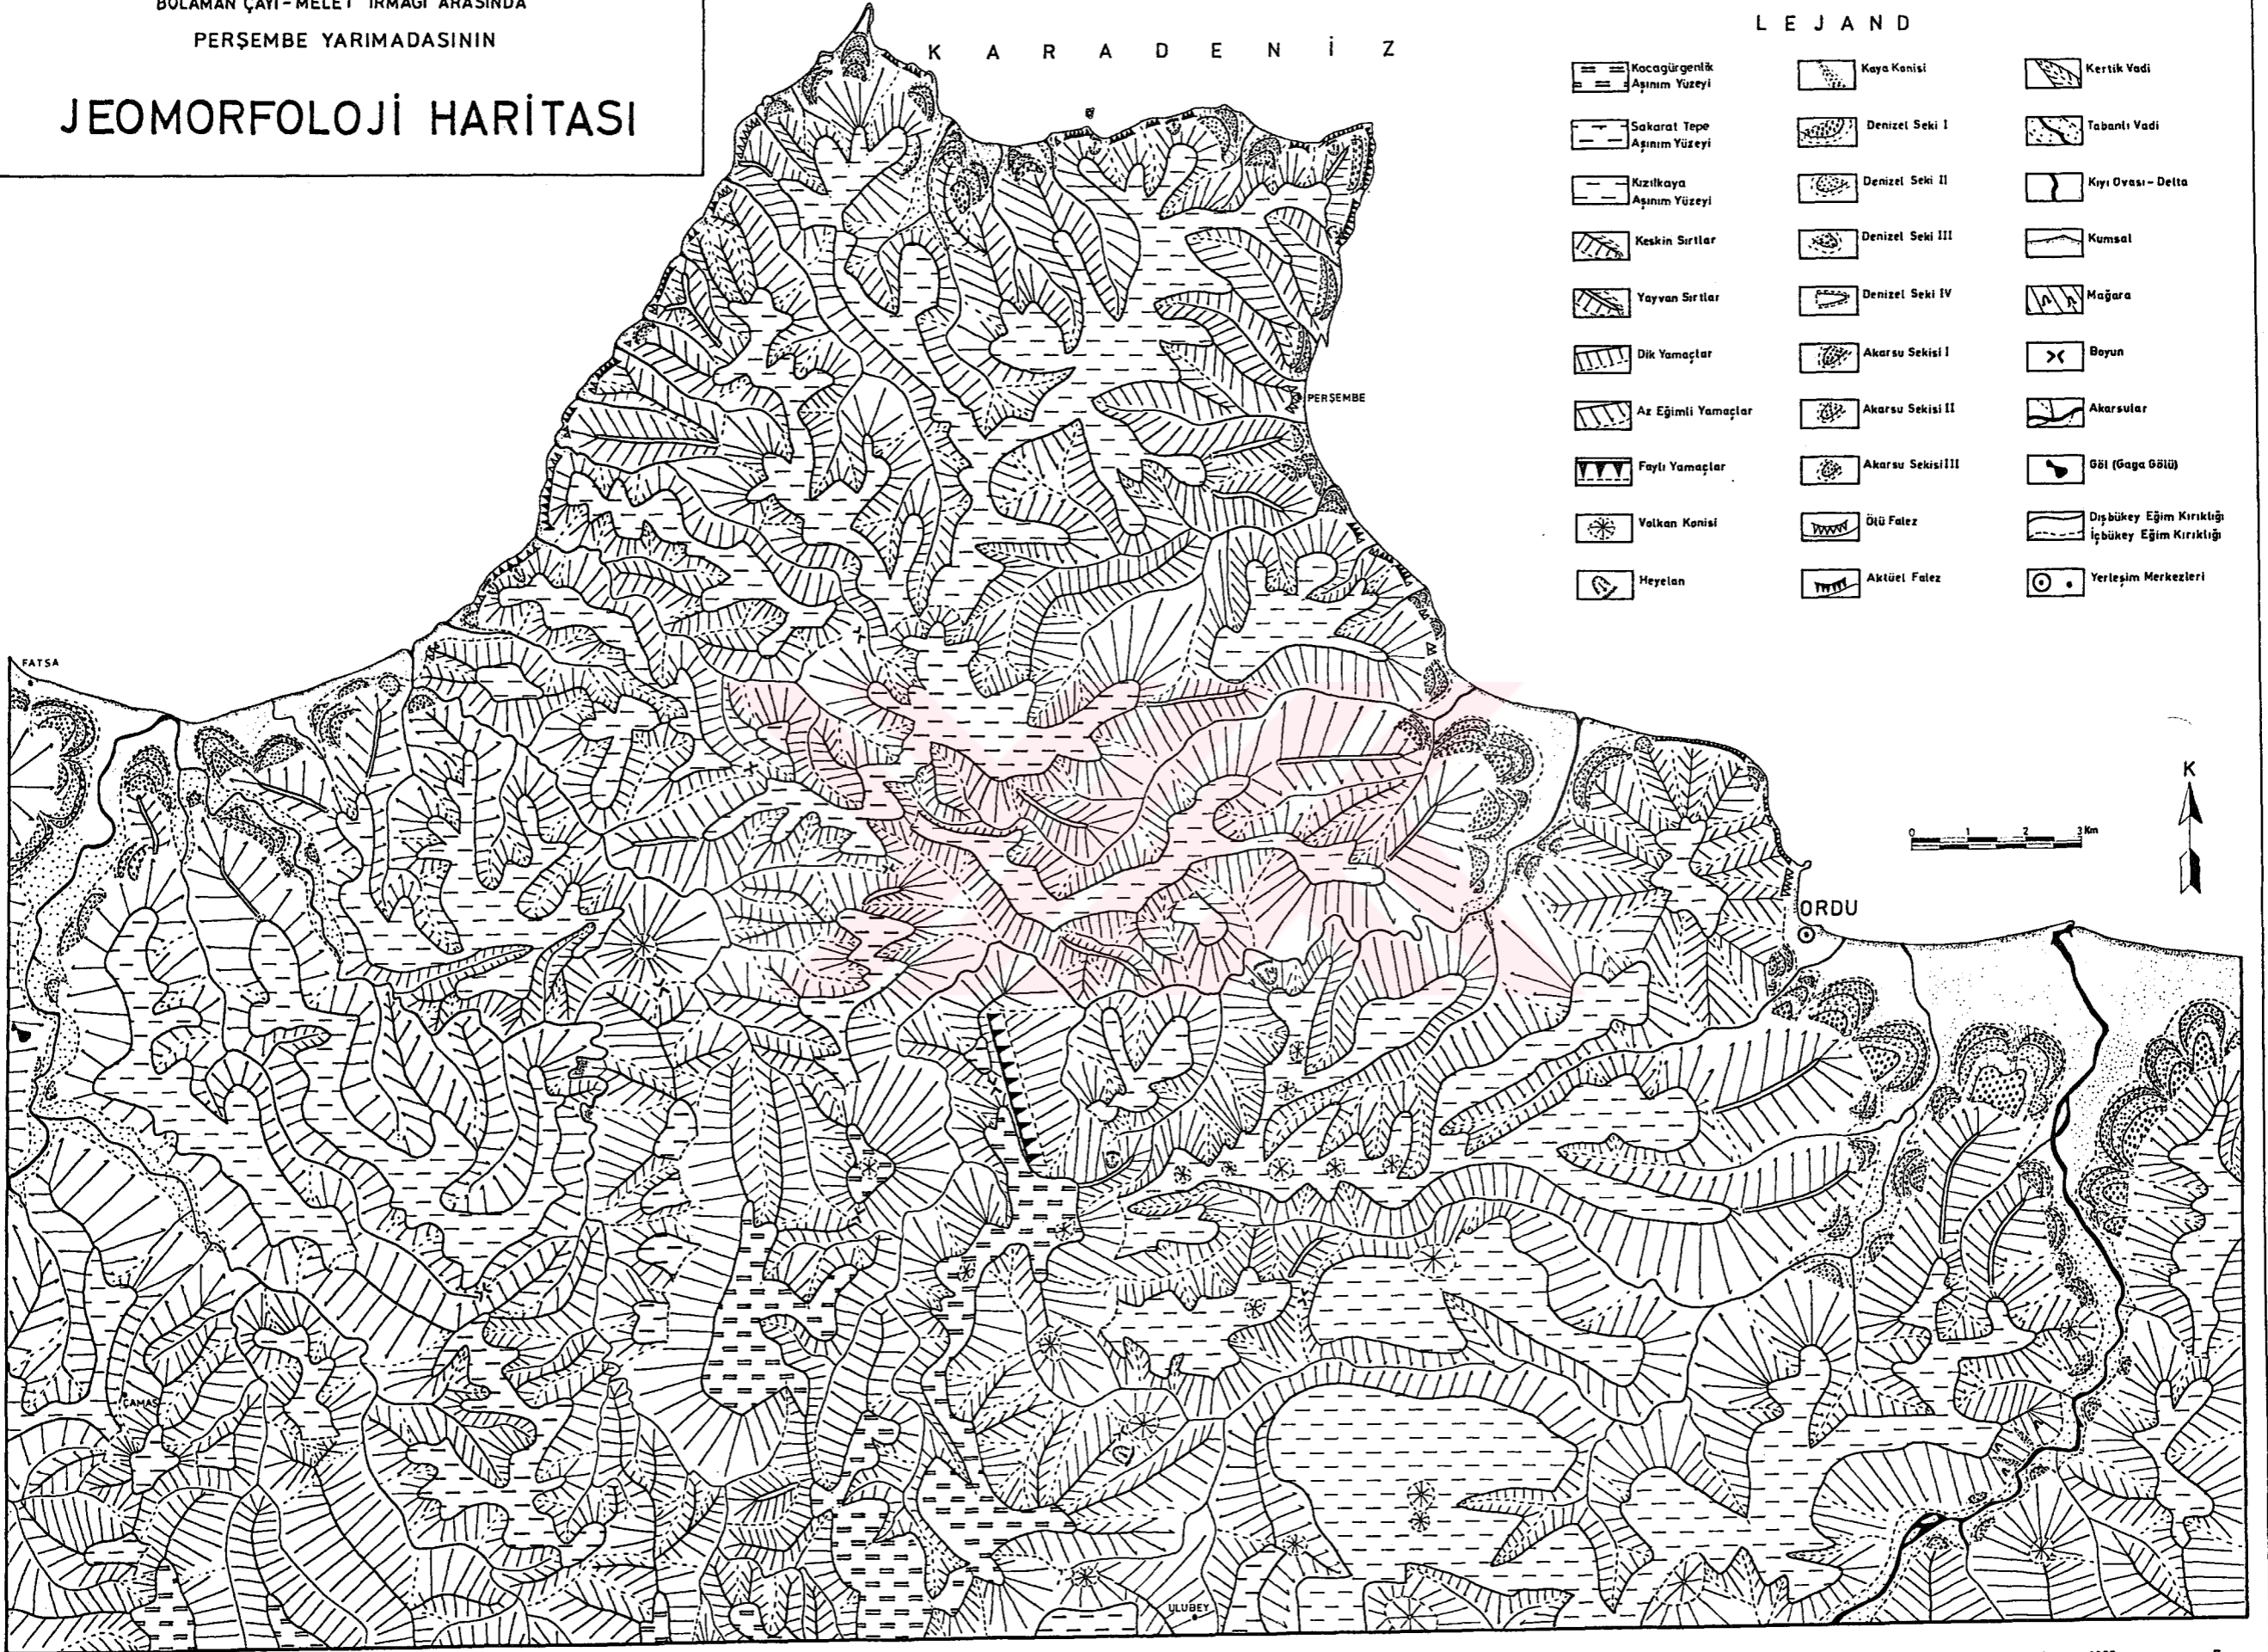 BOLAMAN ÇAYI - MELET IRMAĞI ARASINDA
PERŞEMBE YARIMADASININ
JEOMORFOLOJİ HARİTASI
KARADENİZ
LEJAND
Kocagürgenlik
Aşınım Yüzeyi
Sakarat Tepe
Aşınım Yüzeyi
Kızılkaya
Aşınım Yüzeyi
Keskin Sırtlar
Yayvan Sırtlar
Dik Yamaçlar
Az Eğimli Yamaçlar
Faylı Yamaçlar
Volkan Konisi
Heyelan
Kaya Konisi
Denizel Seki I
Denizel Seki II
Denizel Seki III
Denizel Seki IV
Akarsu Sekisi I
Akarsu Sekisi II
Akarsu Sekisi III
Ölü Falez
Aktüel Falez
Kertik Vadi
Tabanlı Vadi
Kıyı Ovası - Delta
Kumsal
Mağara
Boyun
Akarsular
Göl (Gaga Gölü)
Dışbükey Eğim Kırıklığı
İçbükey Eğim Kırıklığı
Yerleşim Merkezleri
PERŞEMBE
FATSA
K
0 1 2 3 Km
ORDU
ÇAMAŞ
ULUBEY